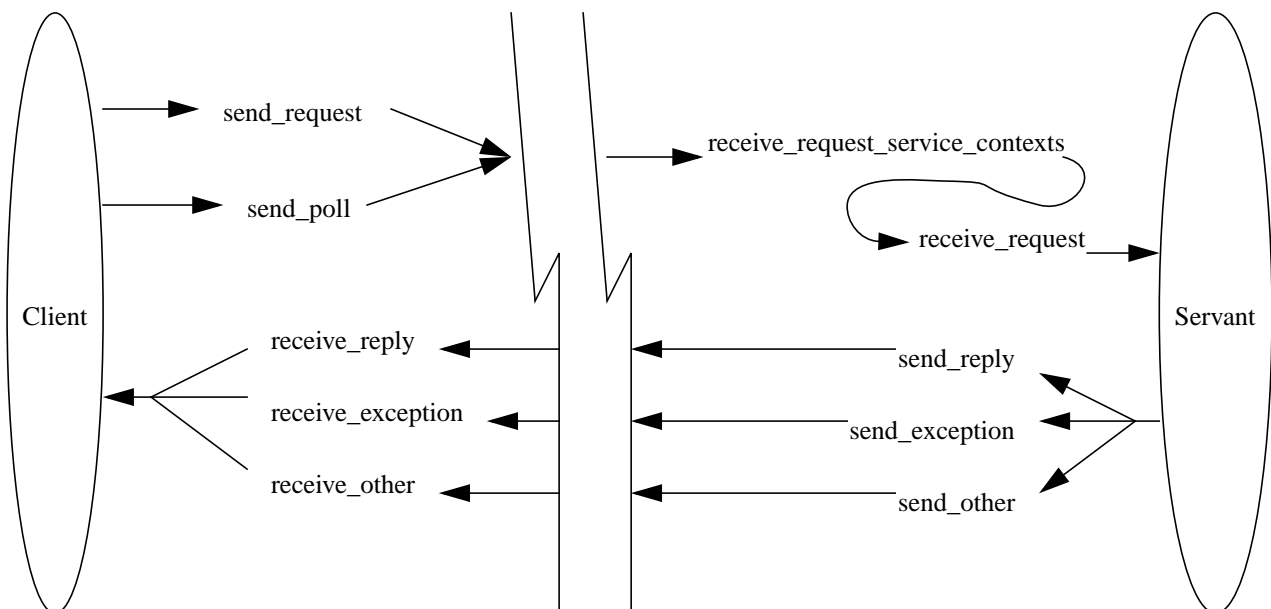 send_request
receive_request_service_contexts
send_poll
receive_request
Client
Servant
receive_reply
send_reply
receive_exception
send_exception
receive_other
send_other